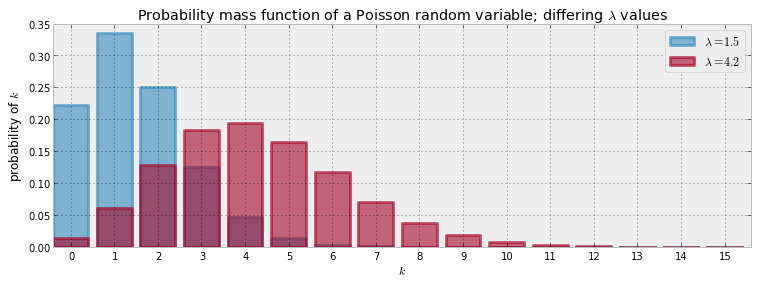 Probability mass function of a Poisson random variable; differing λ values
0.35
0.30
0.25
0.20
0.15
0.10
0.05
0.00
probability of k
λ = 1.5
λ = 4.2
0 1 2 3 4 5 6 7 8 9 10 11 12 13 14 15
k